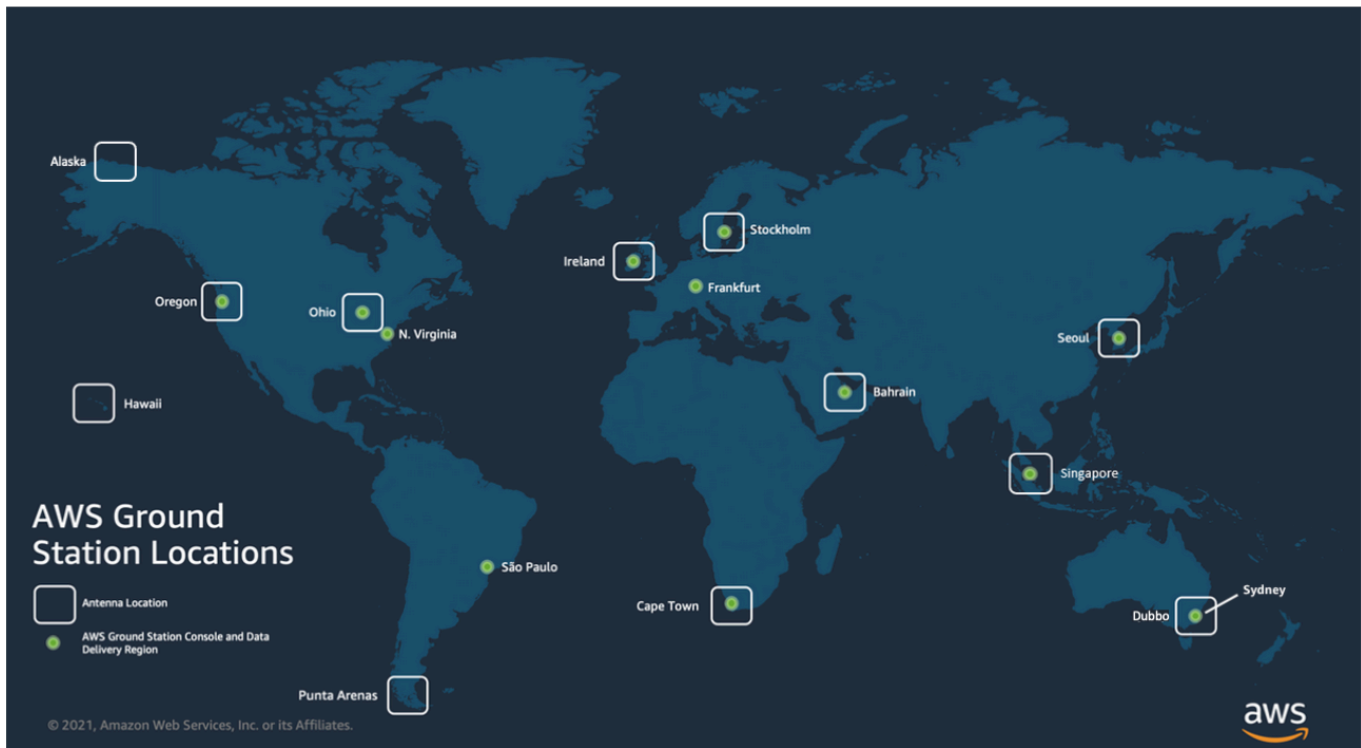 Alaska
Stockholm
Ireland
Frankfurt
Oregon
Ohio
N. Virginia
Seoul
Bahrain
Hawaii
Singapore
AWS Ground
Station Locations
São Paulo
Antenna Location
Sydney
Cape Town
Dubbo
AWS Ground Station Console and Data
Delivery Region
Punta Arenas
© 2021, Amazon Web Services, Inc. or its Affiliates.
aws